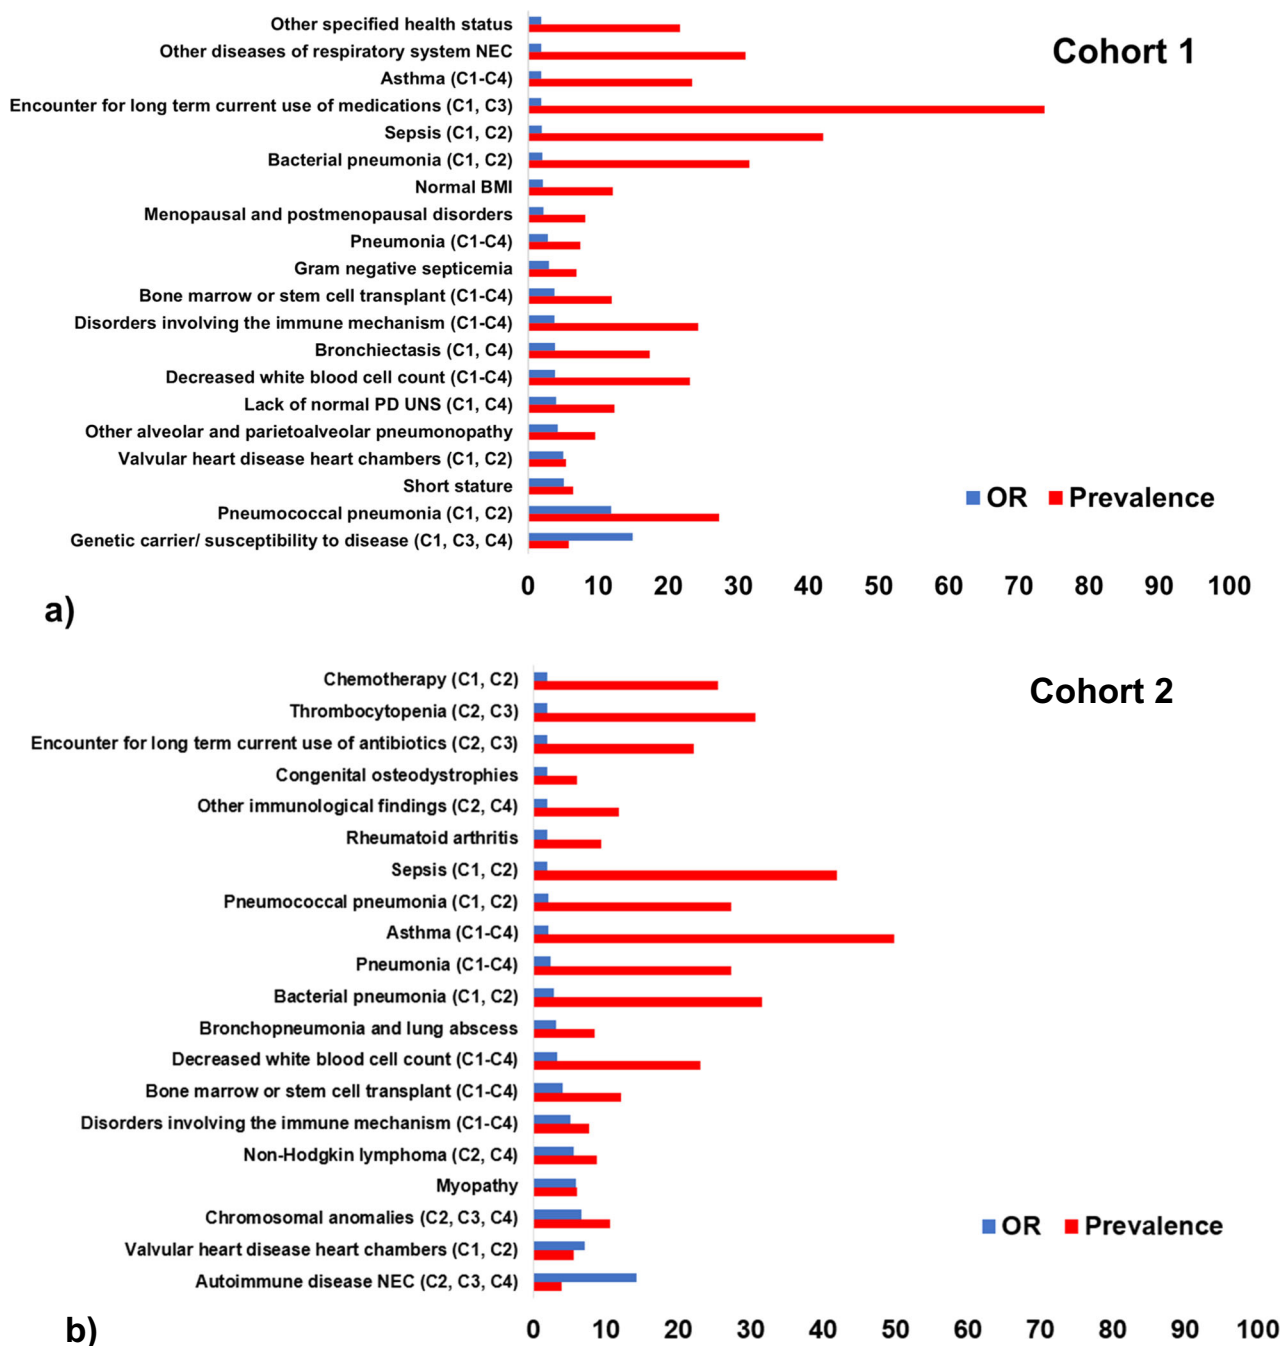 Cohort 1
Other specified health status
Other diseases of respiratory system NEC
Asthma (C1-C4)
Encounter for long term current use of medications (C1, C3)
Sepsis (C1, C2)
Bacterial pneumonia (C1, C2)
Normal BMI
Menopausal and postmenopausal disorders
Pneumonia (C1-C4)
Gram negative septicemia
Bone marrow or stem cell transplant (C1-C4)
Disorders involving the immune mechanism (C1-C4)
Bronchiectasis (C1, C4)
Decreased white blood cell count (C1-C4)
Lack of normal PD UNS (C1, C4)
Other alveolar and parietoalveolar pneumonopathy
Valvular heart disease heart chambers (C1, C2)
Short stature
Pneumococcal pneumonia (C1, C2)
Genetic carrier/ susceptibility to disease (C1, C3, C4)
OR Prevalence
0 10 20 30 40 50 60 70 80 90 100
a)
Cohort 2
Chemotherapy (C1, C2)
Thrombocytopenia (C2, C3)
Encounter for long term current use of antibiotics (C2, C3)
Congenital osteodystrophies
Other immunological findings (C2, C4)
Rheumatoid arthritis
Sepsis (C1, C2)
Pneumococcal pneumonia (C1, C2)
Asthma (C1-C4)
Pneumonia (C1-C4)
Bacterial pneumonia (C1, C2)
Bronchopneumonia and lung abscess
Decreased white blood cell count (C1-C4)
Bone marrow or stem cell transplant (C1-C4)
Disorders involving the immune mechanism (C1-C4)
Non-Hodgkin lymphoma (C2, C4)
Myopathy
Chromosomal anomalies (C2, C3, C4)
Valvular heart disease heart chambers (C1, C2)
Autoimmune disease NEC (C2, C3, C4)
OR Prevalence
0 10 20 30 40 50 60 70 80 90 100
b)